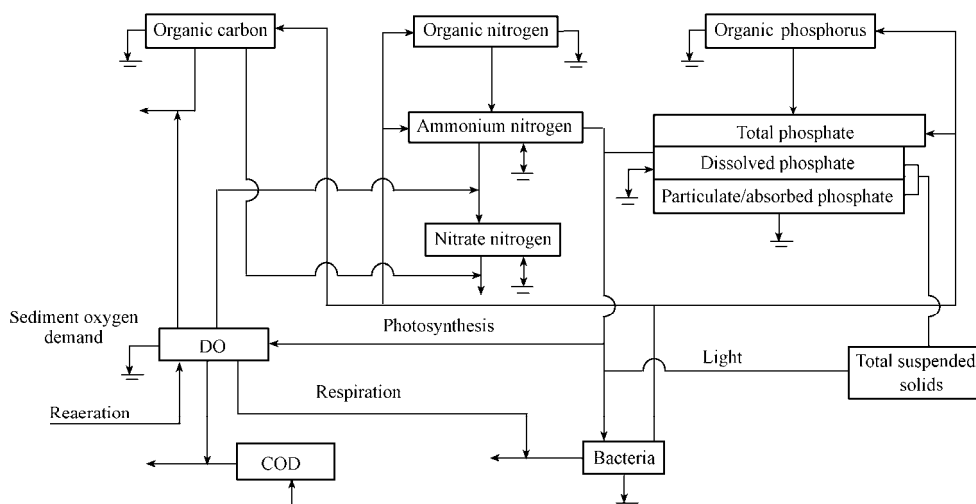 Organic carbon
Organic nitrogen
Organic phosphorus
Ammonium nitrogen
Total phosphate
Dissolved phosphate
Particulate/absorbed phosphate
Nitrate nitrogen
Sediment oxygen
demand
Photosynthesis
DO
Light
Total suspended
solids
Respiration
Reaeration
COD
Bacteria